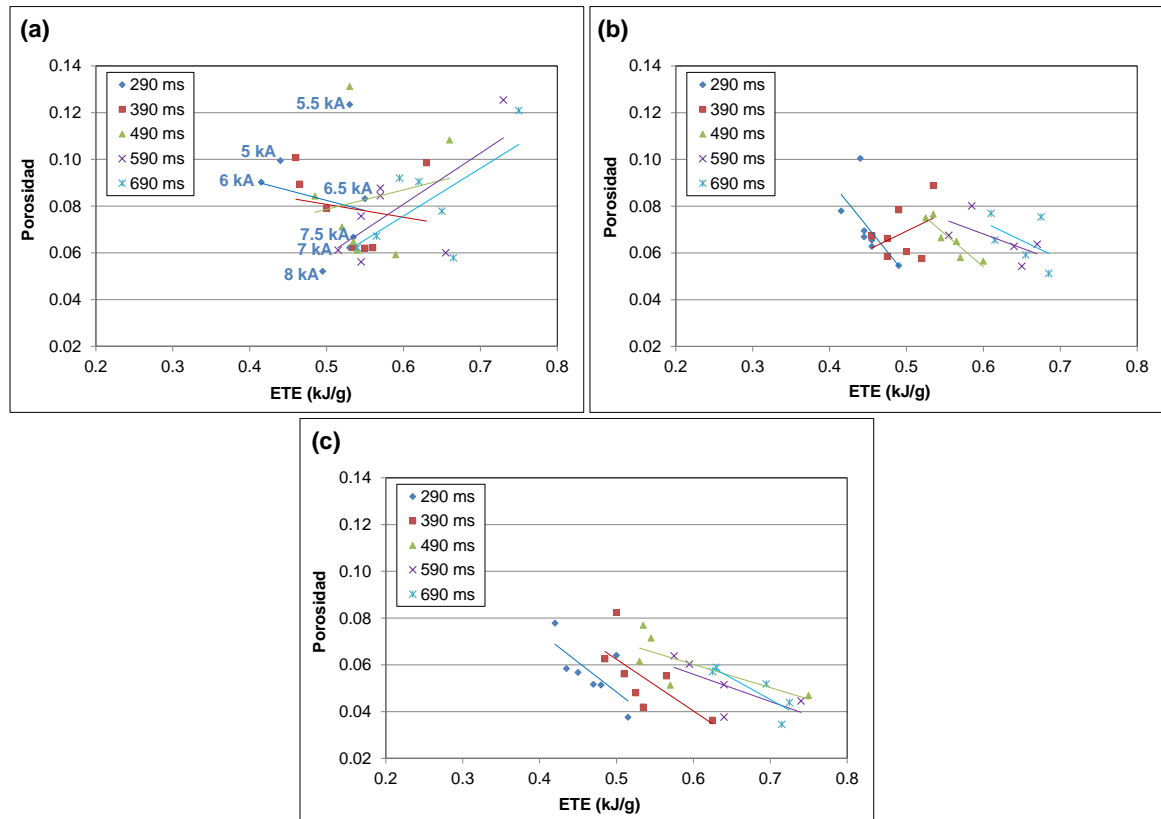 (a)
Porosidad
0.14
0.12
0.10
0.08
0.06
0.04
0.02
290 ms
390 ms
490 ms
590 ms
690 ms
5.5 kA
5 kA
6 kA
6.5 kA
7.5 kA
7 kA
8 kA
0.2 0.3 0.4 0.5 0.6 0.7 0.8
ETE (kJ/g)
(b)
Porosidad
0.14
0.12
0.10
0.08
0.06
0.04
0.02
290 ms
390 ms
490 ms
590 ms
690 ms
0.2 0.3 0.4 0.5 0.6 0.7 0.8
ETE (kJ/g)
(c)
Porosidad
0.14
0.12
0.10
0.08
0.06
0.04
0.02
290 ms
390 ms
490 ms
590 ms
690 ms
0.2 0.3 0.4 0.5 0.6 0.7 0.8
ETE (kJ/g)